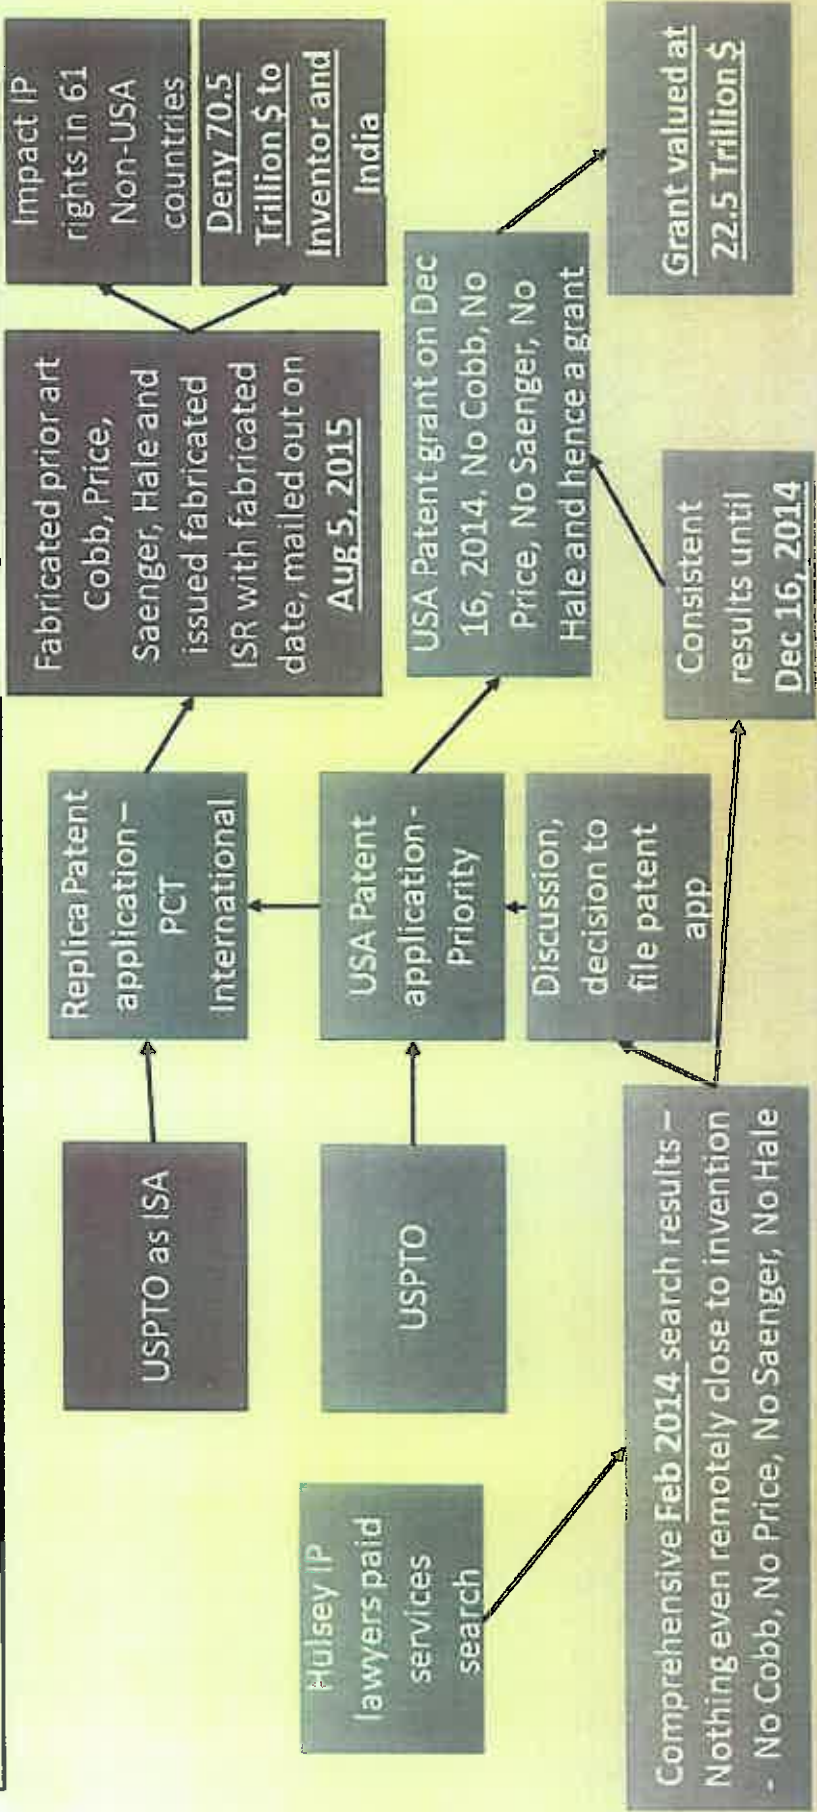 Hulsey IP
lawyers paid
services
search
Comprehensive Feb 2014 search results –
Nothing even remotely close to invention
- No Cobb, No Price, No Saenger, No Hale
USPTO as ISA
USPTO
Replica Patent
application –
PCT
International
USA Patent
application -
Priority
Discussion,
decision to
file patent
app
Fabricated prior art
Cobb, Price,
Saenger, Hale and
issued fabricated
ISR with fabricated
date, mailed out on
Aug 5, 2015
USA Patent grant on Dec
16, 2014. No Cobb, No
Price, No Saenger, No
Hale and hence a grant
Consistent
results until
Dec 16, 2014
Impact IP
rights in 61
Non-USA
countries
Deny 70.5
Trillion $ to
Inventor and
India
Grant valued at
22.5 Trillion $